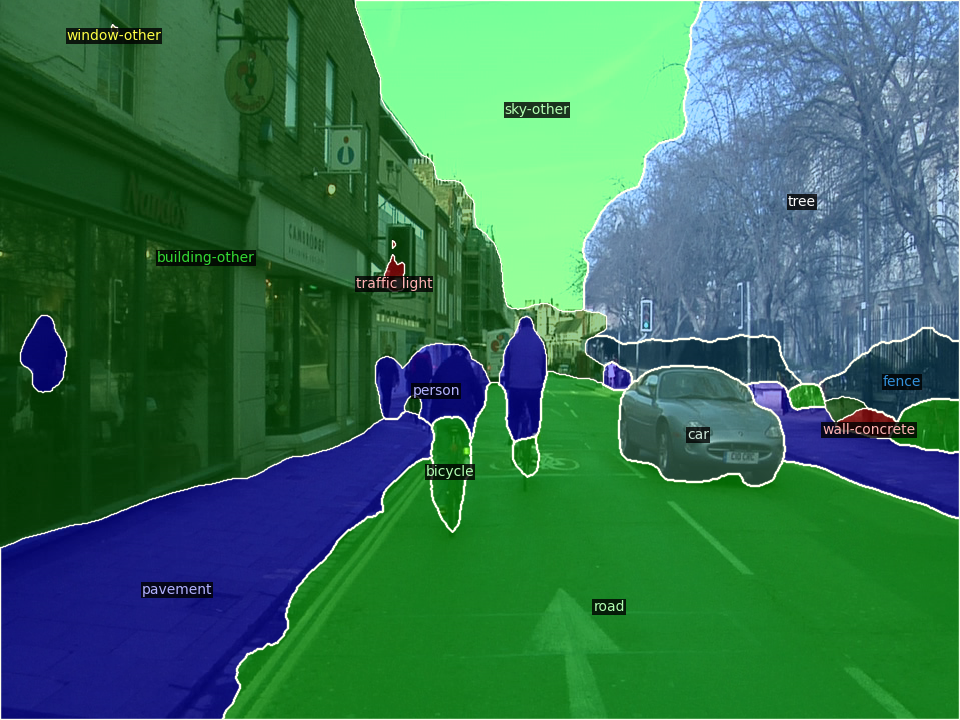 window-other
sky-other
tree
Nando's
CAMBRIDGE
building-other
traffic light
person
fence
wall-concrete
car
bicycle
pavement
road